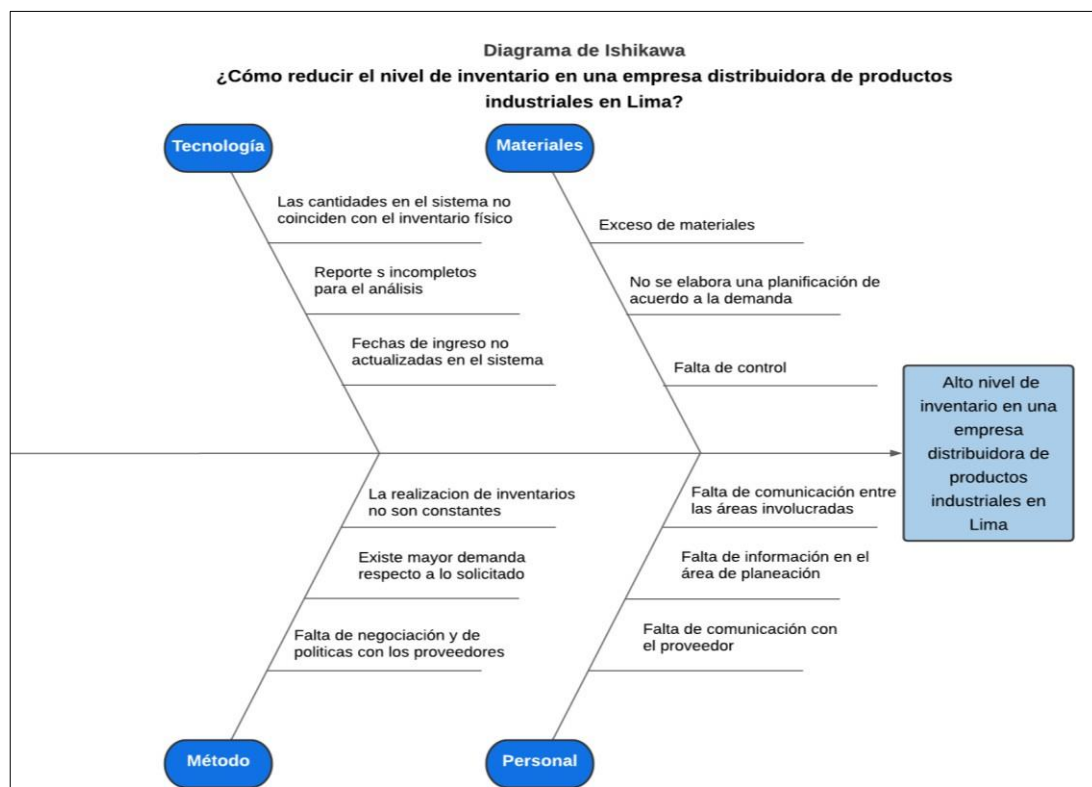 Diagrama de Ishikawa
¿Cómo reducir el nivel de inventario en una empresa distribuidora de productos
industriales en Lima?
Tecnología
Materiales
Las cantidades en el sistema no
coinciden con el inventario físico
Exceso de materiales
Reporte s incompletos
para el análisis
No se elabora una planificación de
acuerdo a la demanda
Fechas de ingreso no
actualizadas en el sistema
Falta de control
Alto nivel de
inventario en una
empresa
distribuidora de
productos
industriales en
Lima
La realizacion de inventarios
no son constantes
Falta de comunicación entre
las áreas involucradas
Existe mayor demanda
respecto a lo solicitado
Falta de información en el
área de planeación
Falta de negociación y de
politicas con los proveedores
Falta de comunicación con
el proveedor
Método
Personal